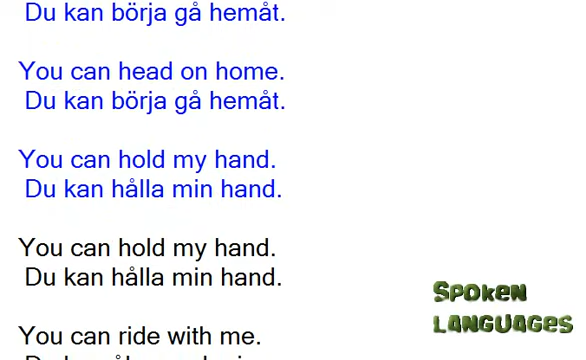 Du kan börja gå hemåt.
You can head on home.
Du kan börja gå hemåt.
You can hold my hand.
Du kan hålla min hand.
You can hold my hand.
Du kan hålla min hand.
You can ride with me.
Spoken
Languages